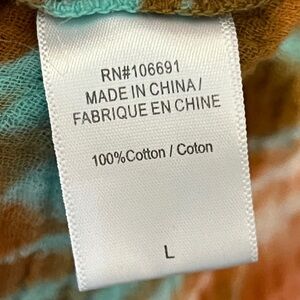 RN#106691
MADE IN CHINA/
FABRIQUE EN CHINE
100%Cotton / Coton
L